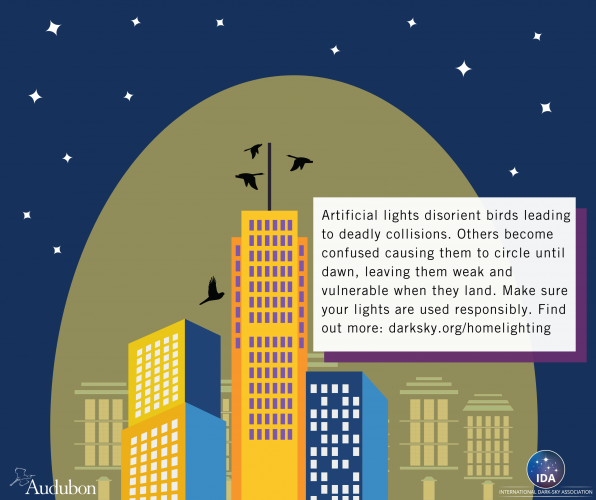 Artificial lights disorient birds leading
to deadly collisions. Others become
confused causing them to circle until
dawn, leaving them weak and
vulnerable when they land. Make sure
your lights are used responsibly. Find
out more: darksky.org/homelighting
Audubon
IDA
INTERNATIONAL DARK-SKY ASSOCIATION